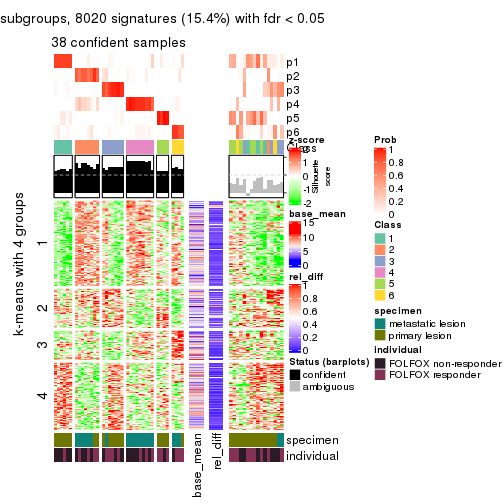 subgroups, 8020 signatures (15.4%) with fdr < 0.05
38 confident samples
p1
p2
p3
p4
p5
p6
Class
1
2
3
4
k-means with 4 groups
base_mean
rel_diff
specimen
individual
z-score
2
1
0
-1
-2
Silhouette
score
base_mean
15
10
5
0
rel_diff
1
0.8
0.6
0.4
0.2
0
Status (barplots)
confident
ambiguous
Prob
1
0.8
0.6
0.4
0.2
0
Class
1
2
3
4
5
6
specimen
metastatic lesion
primary lesion
individual
FOLFOX non-responder
FOLFOX responder